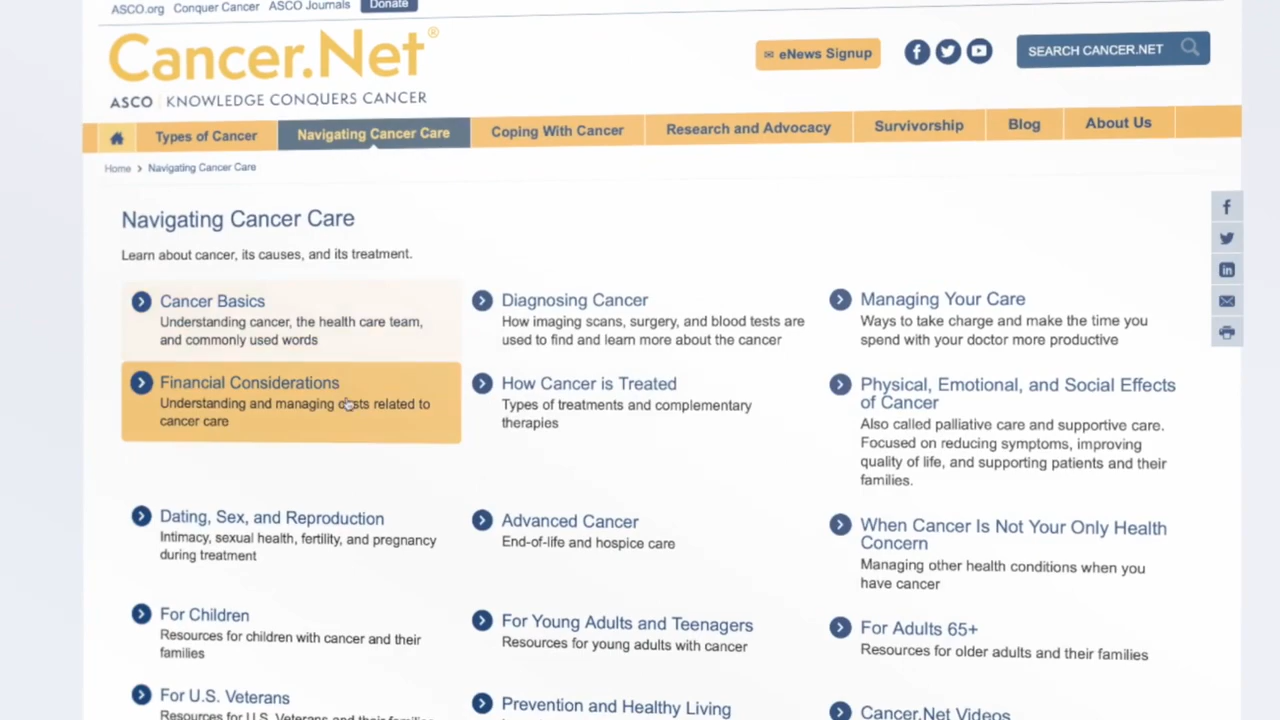 ASCO.org Conquer Cancer ASCO Journals Donate
Cancer.Net®
ASCO KNOWLEDGE CONQUERS CANCER
eNews Signup
SEARCH CANCER.NET
Types of Cancer
Navigating Cancer Care
Coping With Cancer
Research and Advocacy
Survivorship
Blog
About Us
Home > Navigating Cancer Care
Navigating Cancer Care
Learn about cancer, its causes, and its treatment.
Cancer Basics
Understanding cancer, the health care team,
and commonly used words
Diagnosing Cancer
How imaging scans, surgery, and blood tests are
used to find and learn more about the cancer
Managing Your Care
Ways to take charge and make the time you
spend with your doctor more productive
Financial Considerations
Understanding and managing costs related to
cancer care
How Cancer is Treated
Types of treatments and complementary
therapies
Physical, Emotional, and Social Effects
of Cancer
Also called palliative care and supportive care.
Focused on reducing symptoms, improving
quality of life, and supporting patients and their
families.
Dating, Sex, and Reproduction
Intimacy, sexual health, fertility, and pregnancy
during treatment
Advanced Cancer
End-of-life and hospice care
When Cancer Is Not Your Only Health
Concern
Managing other health conditions when you
have cancer
For Children
Resources for children with cancer and their
families
For Young Adults and Teenagers
Resources for young adults with cancer
For Adults 65+
Resources for older adults and their families
For U.S. Veterans
Resources for U.S. Veterans and their families
Prevention and Healthy Living
Cancer.Net Videos